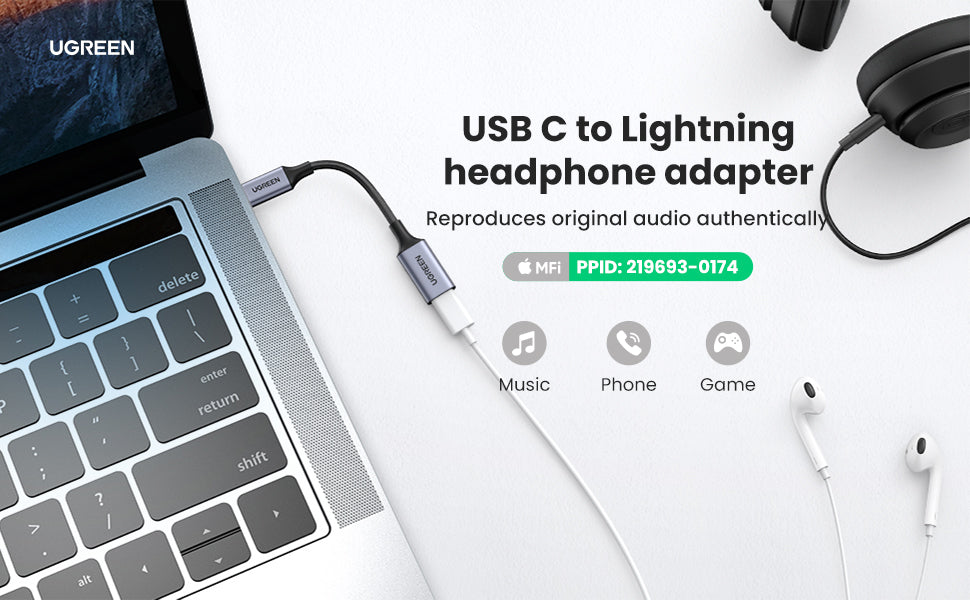 UGREEN
USB C to Lightning
headphone adapter
Reproduces original audio authentically
MFi PPID: 219693-0174
Music Phone Game
UGREEN
UGREEN
delete
+
=
-
}
]
{
[
|
\
P
enter
return
"
'
:
;
shift
?
/
>
.
alt